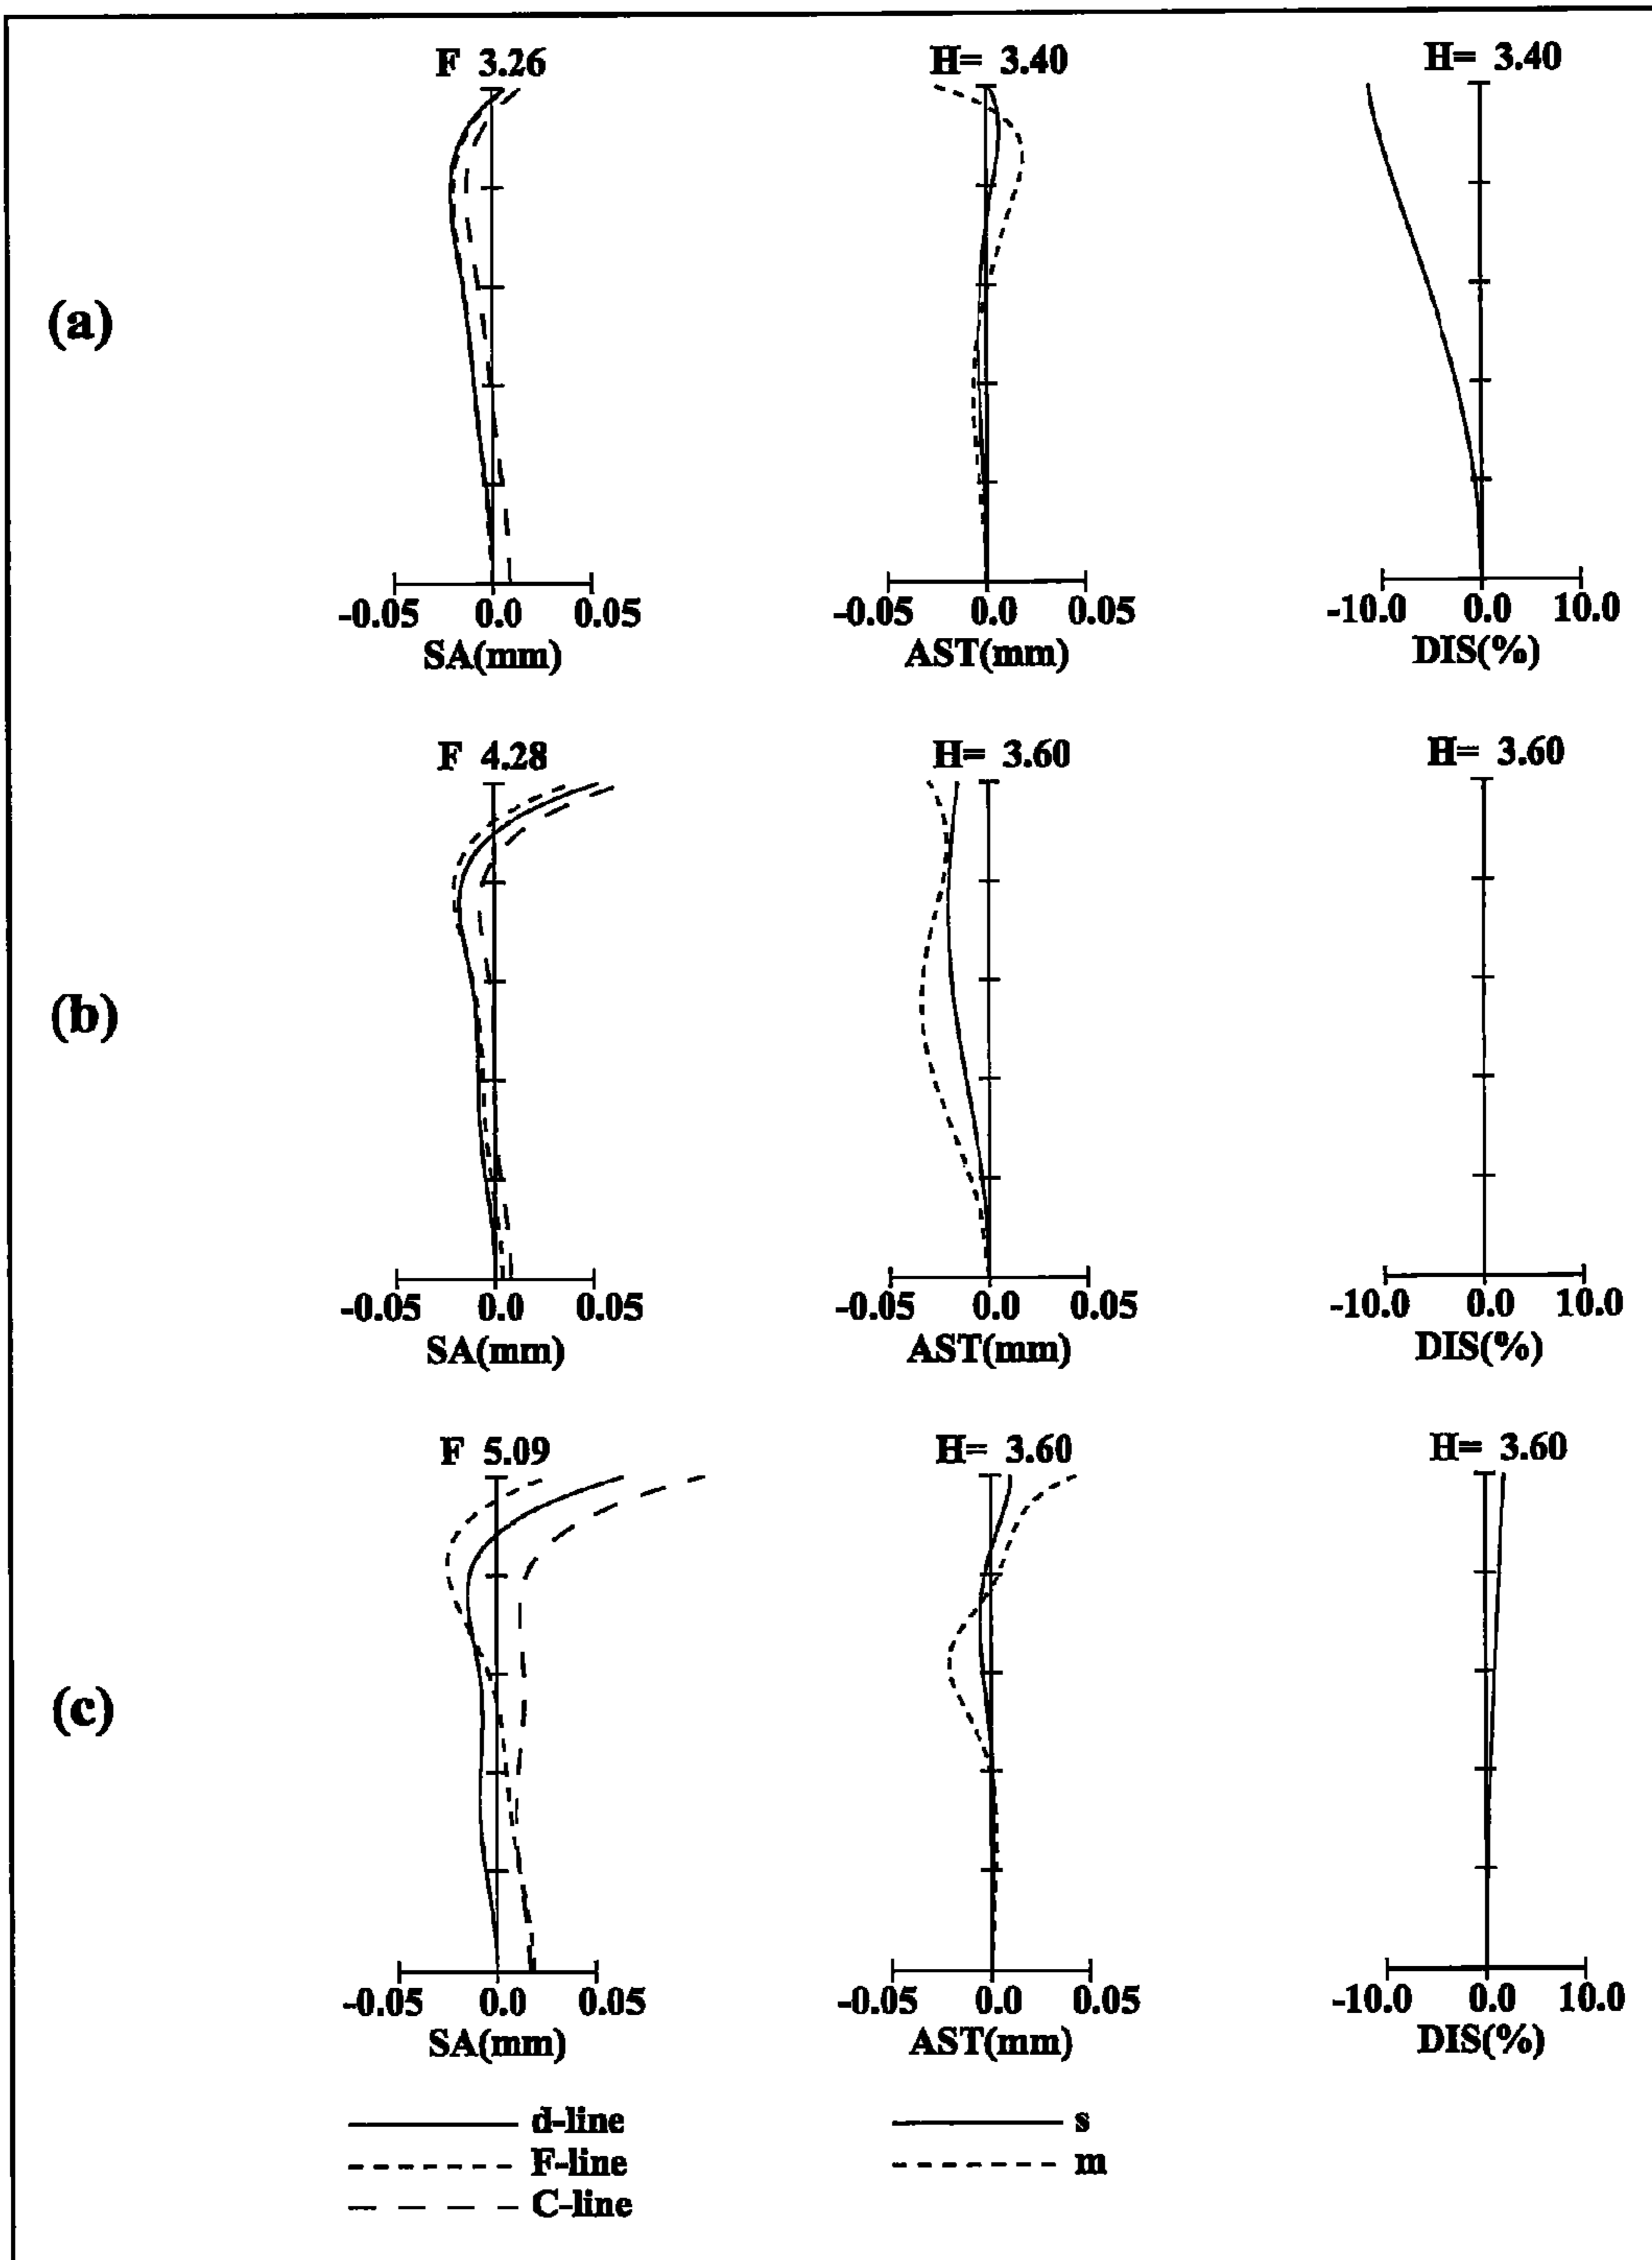 F 3.26 H= 3.40 H= 3.40
(a)
-0.05 0.0 0.05 -0.05 0.0 0.05 -10.0 0.0 10.0
SA(mm) AST(mm) DIS(%)
F 4.28 H= 3.60 H= 3.60
(b)
-0.05 0.0 0.05 -0.05 0.0 0.05 -10.0 0.0 10.0
SA(mm) AST(mm) DIS(%)
F 5.09 H= 3.60 H= 3.60
(c)
-0.05 0.0 0.05 -0.05 0.0 0.05 -10.0 0.0 10.0
SA(mm) AST(mm) DIS(%)
d-line s
F-line m
C-line